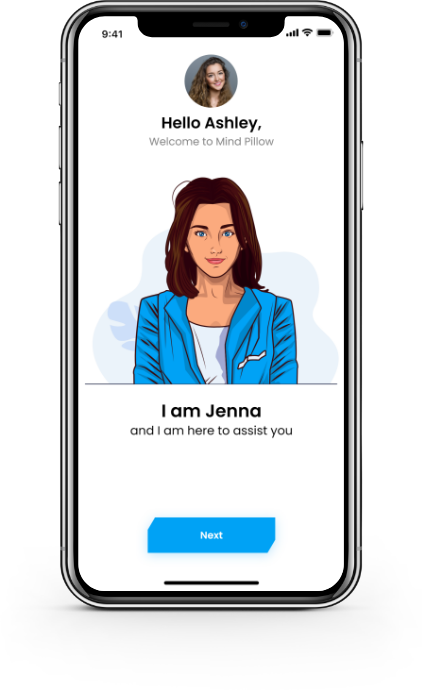 9:41
Hello Ashley,
Welcome to Mind Pillow
I am Jenna
and I am here to assist you
Next